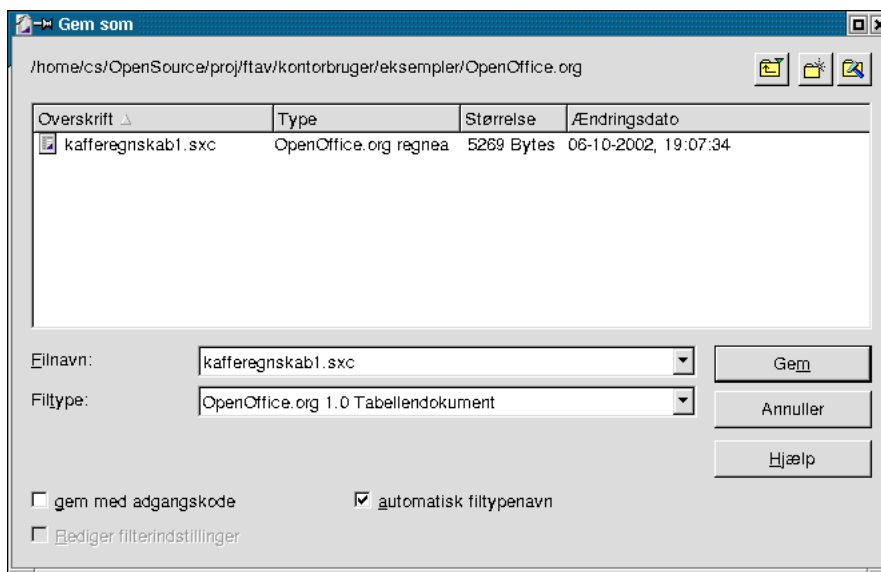 Gem som
/home/cs/OpenSource/proj/ftav/kontorbruger/eksempler/OpenOffice.org
Overskrift Type Størrelse Ændringsdato
kafferegnskab1.sxc OpenOffice.org regnea 5269 Bytes 06-10-2002, 19:07:34
Filnavn: kafferegnskab1.sxc Gem
Filtype: OpenOffice.org 1.0 Tabellendokument Annuller
Hjælp
gem med adgangskode automatisk filtypenavn
Rediger filterindstillinger